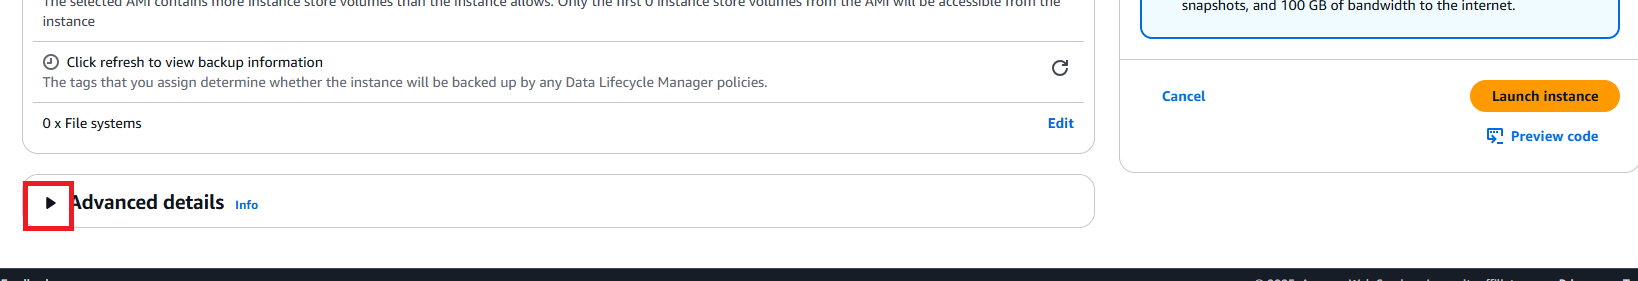 The selected AMI contains more instance store volumes than the instance allows. Only the first 0 instance store volumes from the AMI will be accessible from the
instance
Click refresh to view backup information
The tags that you assign determine whether the instance will be backed up by any Data Lifecycle Manager policies.
0 x File systems
Edit
Advanced details Info
snapshots, and 100 GB of bandwidth to the internet.
Cancel
Launch instance
Preview code